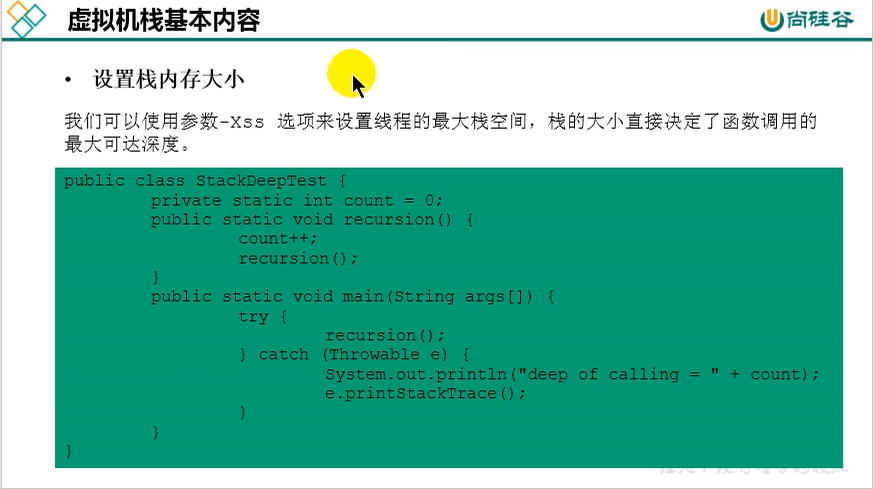 虚拟机栈基本内容
尚硅谷
• 设置栈内存大小
我们可以使用参数-Xss 选项来设置线程的最大栈空间，栈的大小直接决定了函数调用的
最大可达深度。
public class StackDeepTest {
private static int count = 0;
public static void recursion() {
count++;
recursion();
}
public static void main(String args[]) {
try {
recursion();
} catch (Throwable e) {
System.out.println("deep of calling = " + count);
e.printStackTrace();
}
}
}